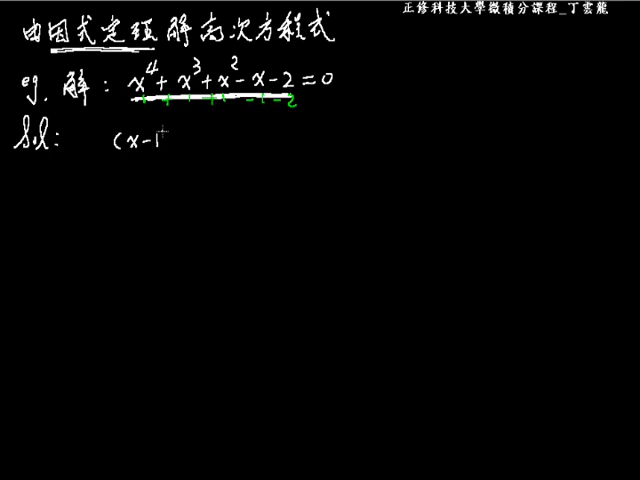 正修科技大學微積分課程_丁雲龍
由因式定理 解高次方程式
eg. 解 : x⁴ + x³ + x² - x - 2 = 0
1 + 1 + 1 - 1 - 2
Sol : (x-1